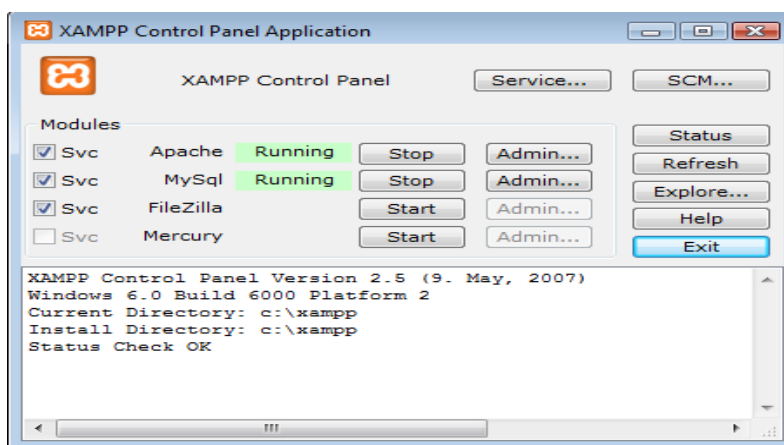 XAMPP Control Panel Application
XAMPP Control Panel Service... SCM...
Modules
Svc Apache Running Stop Admin...
Svc MySql Running Stop Admin...
Svc FileZilla Start Admin...
Svc Mercury Start Admin...
Status
Refresh
Explore...
Help
Exit
XAMPP Control Panel Version 2.5 (9. May, 2007)
Windows 6.0 Build 6000 Platform 2
Current Directory: c:\xampp
Install Directory: c:\xampp
Status Check OK